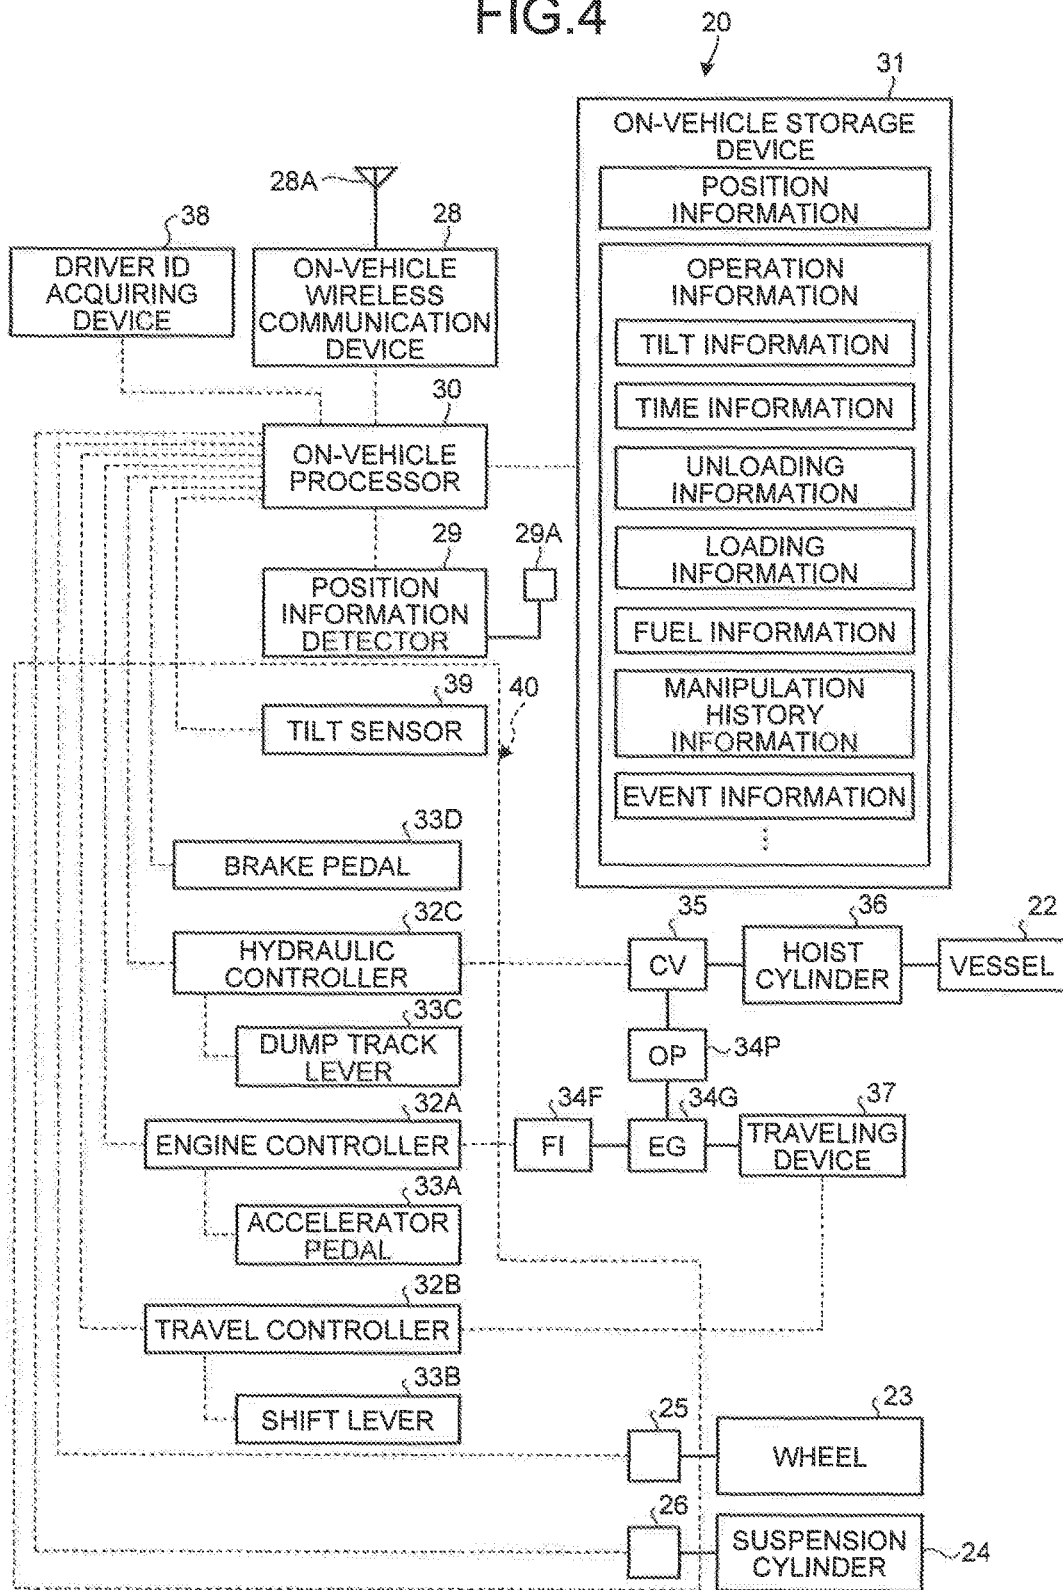 FIG.4
20
31
ON-VEHICLE STORAGE
DEVICE
POSITION
INFORMATION
OPERATION
INFORMATION
TILT INFORMATION
TIME INFORMATION
UNLOADING
INFORMATION
LOADING
INFORMATION
FUEL INFORMATION
MANIPULATION
HISTORY
INFORMATION
EVENT INFORMATION
28A
38
DRIVER ID
ACQUIRING
DEVICE
28
ON-VEHICLE
WIRELESS
COMMUNICATION
DEVICE
30
ON-VEHICLE
PROCESSOR
29
POSITION
INFORMATION
DETECTOR
29A
39
TILT SENSOR
40
33D
BRAKE PEDAL
32C
HYDRAULIC
CONTROLLER
35
CV
36
HOIST
CYLINDER
22
VESSEL
33C
DUMP TRACK
LEVER
OP
34P
32A
ENGINE CONTROLLER
34F
FI
34G
EG
37
TRAVELING
DEVICE
33A
ACCELERATOR
PEDAL
32B
TRAVEL CONTROLLER
33B
SHIFT LEVER
25
23
WHEEL
26
SUSPENSION
CYLINDER
24